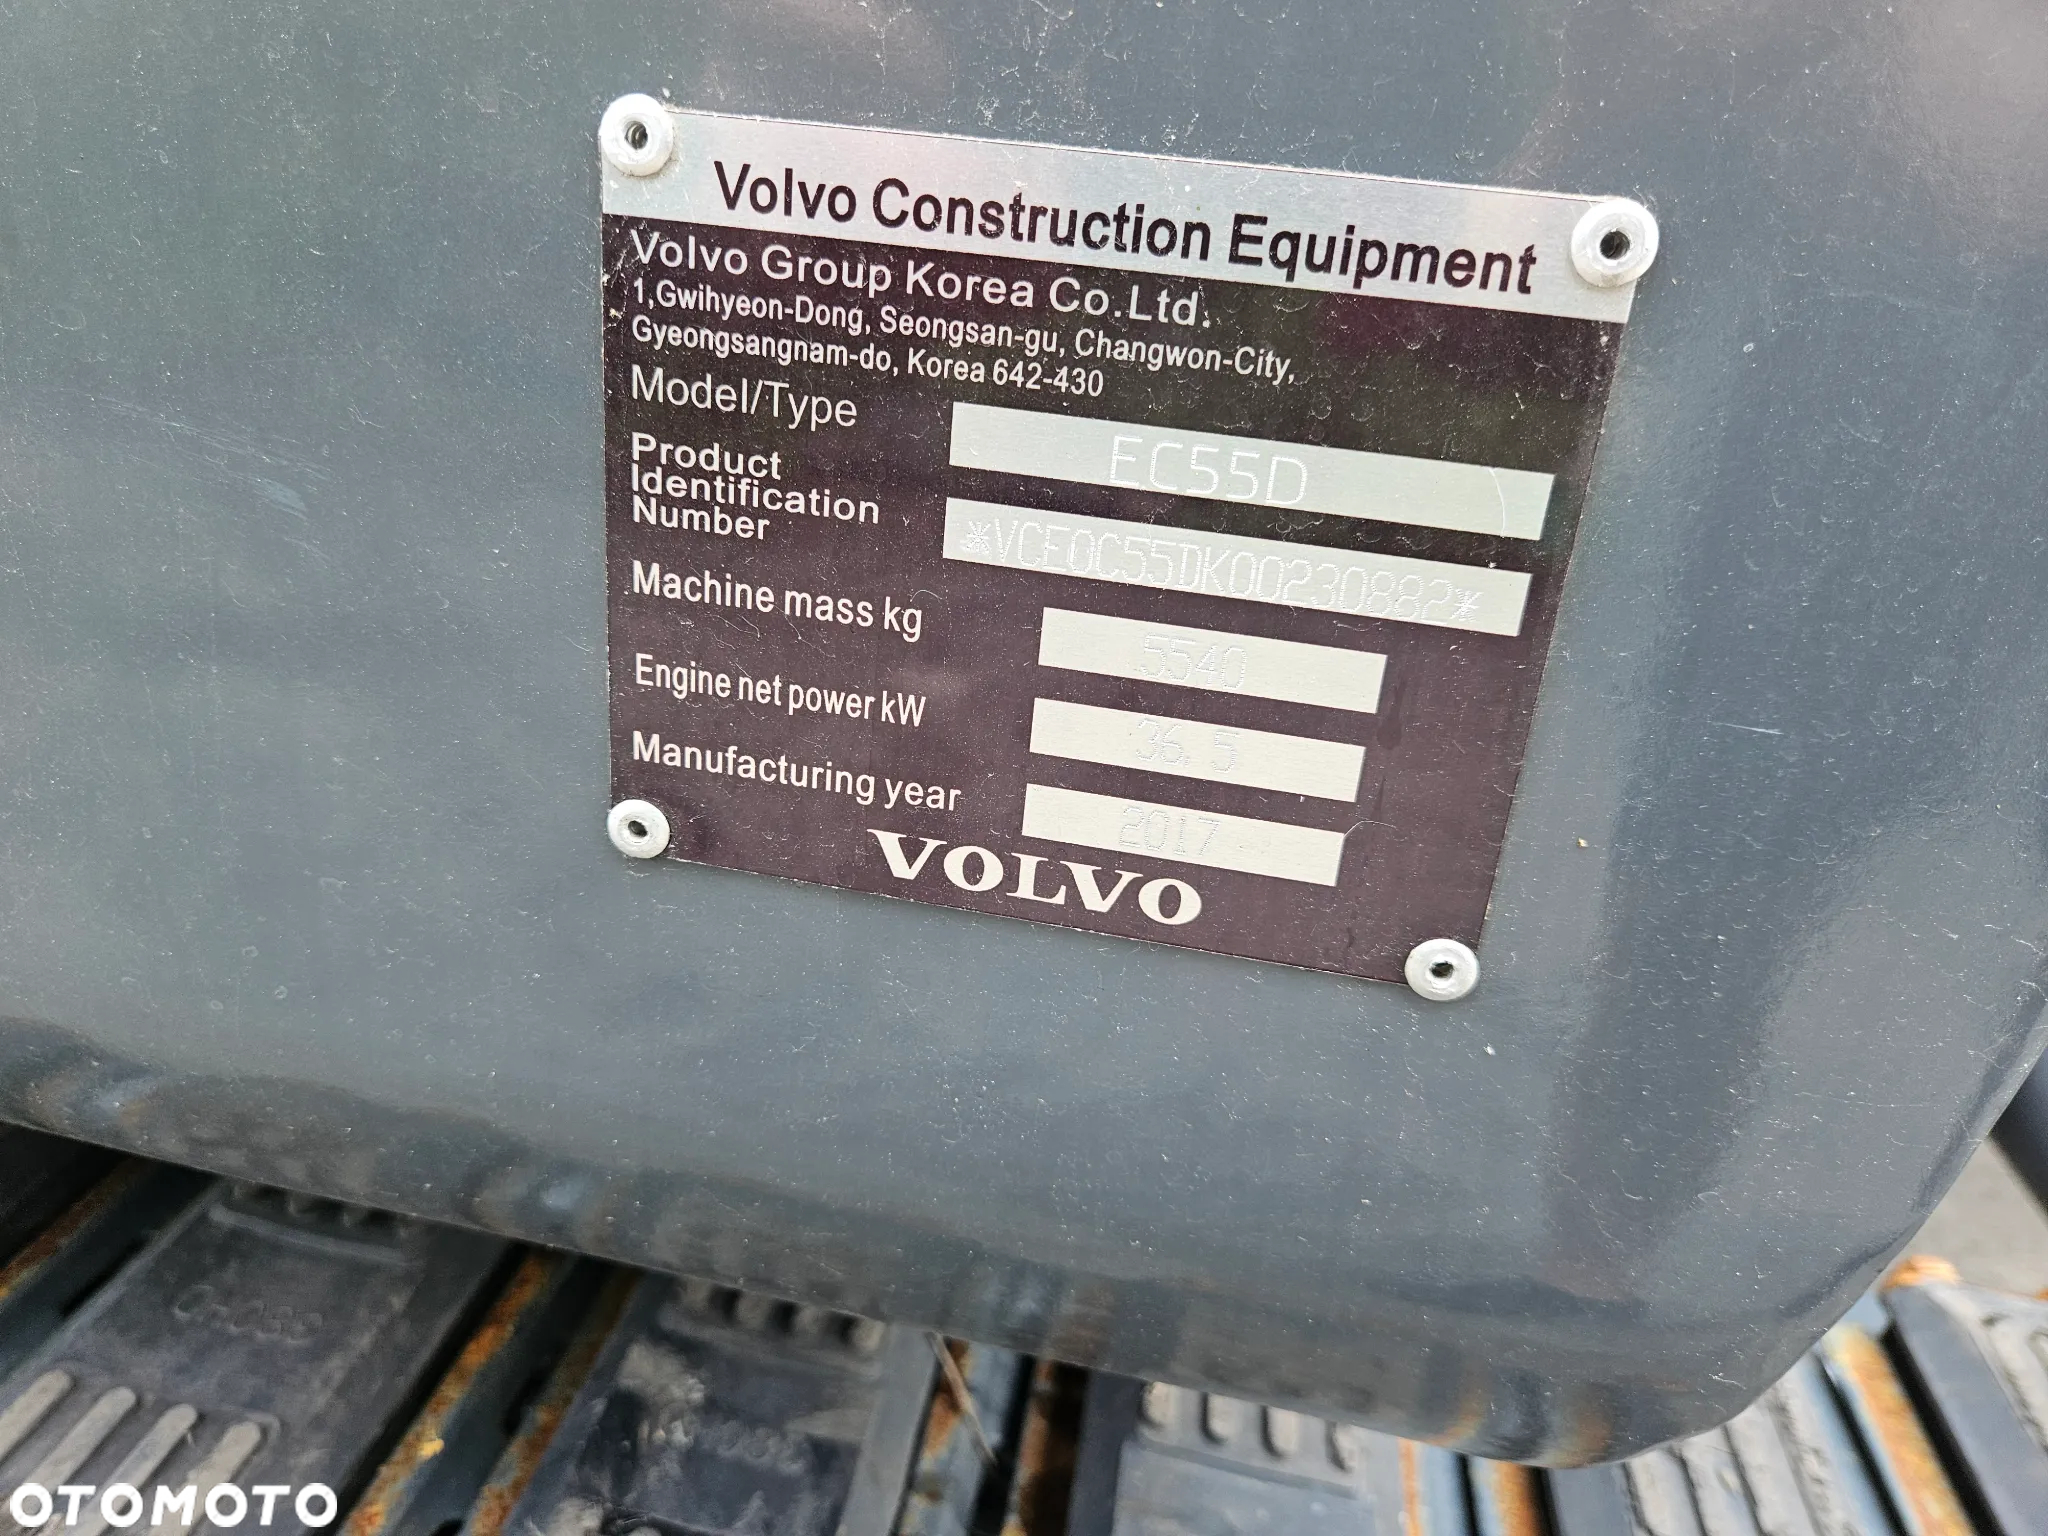 Volvo Construction Equipment
Volvo Group Korea Co.Ltd.
1,Gwihyeon-Dong, Seongsan-gu, Changwon-City,
Gyeongsangnam-do, Korea 642-430
Model/Type EC55D
Product
Identification
Number *VCE0C55DK00230882*
Machine mass kg 5540
Engine net power kW 36.5
Manufacturing year 2017
VOLVO
OTOMOTO